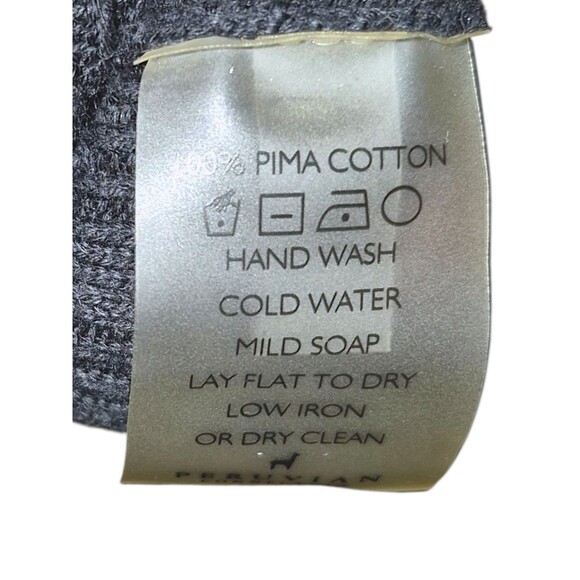 100% PIMA COTTON
HAND WASH
COLD WATER
MILD SOAP
LAY FLAT TO DRY
LOW IRON
OR DRY CLEAN
PERUVIAN